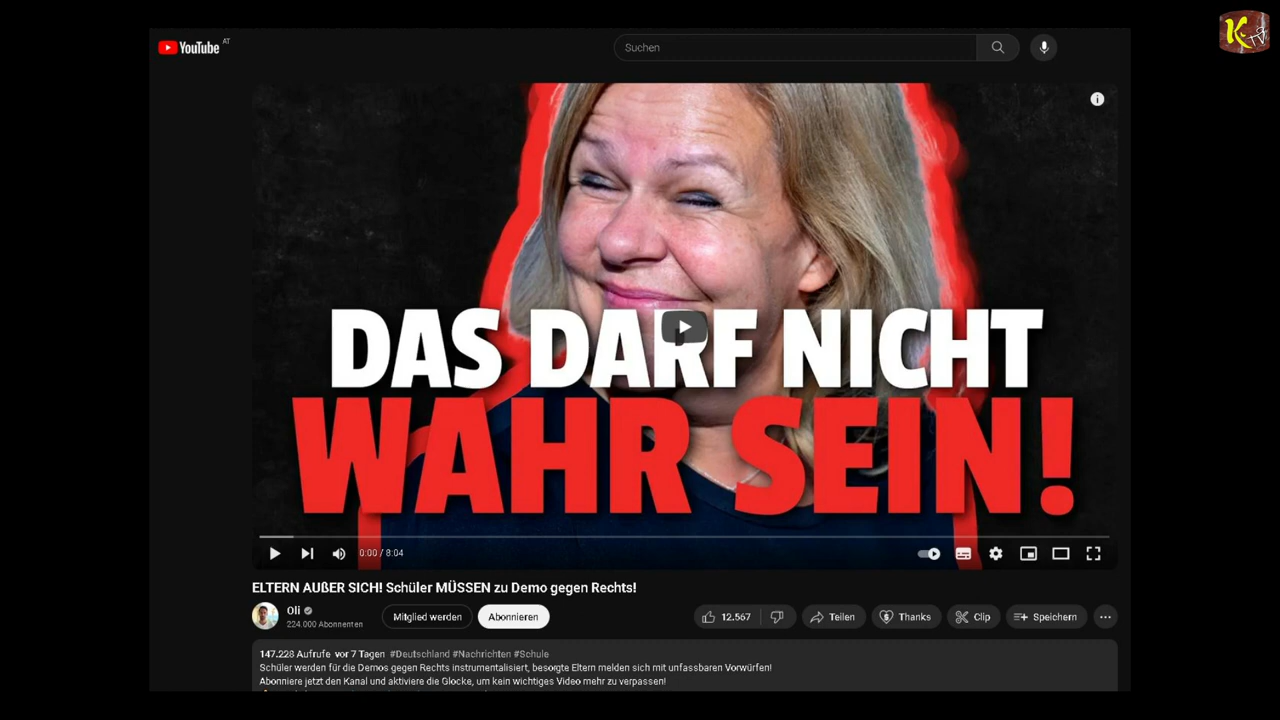 YouTube AT
Suchen
K TV
DAS DARF NICHT
WAHR SEIN!
0:00 / 8:04
ELTERN AUßER SICH! Schüler MÜSSEN zu Demo gegen Rechts!
Oli
224.000 Abonnenten
Mitglied werden
Abonnieren
12.567
Teilen
Thanks
Clip
Speichern
147.228 Aufrufe vor 7 Tagen #Deutschland #Nachrichten #Schule
Schüler werden für die Demos gegen Rechts instrumentalisiert, besorgte Eltern melden sich mit unfassbaren Vorwürfen!
Abonniere jetzt den Kanal und aktiviere die Glocke, um kein wichtiges Video mehr zu verpassen!